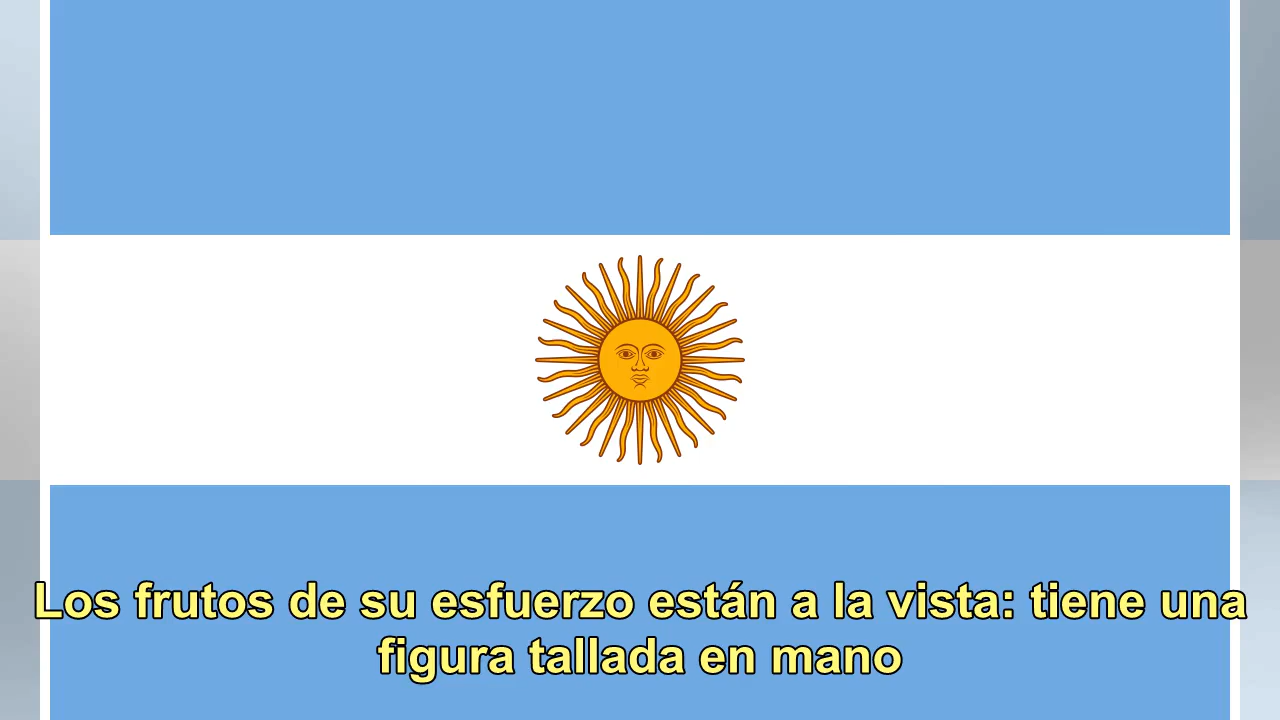 Los frutos de su esfuerzo están a la vista: tiene una
figura tallada en mano